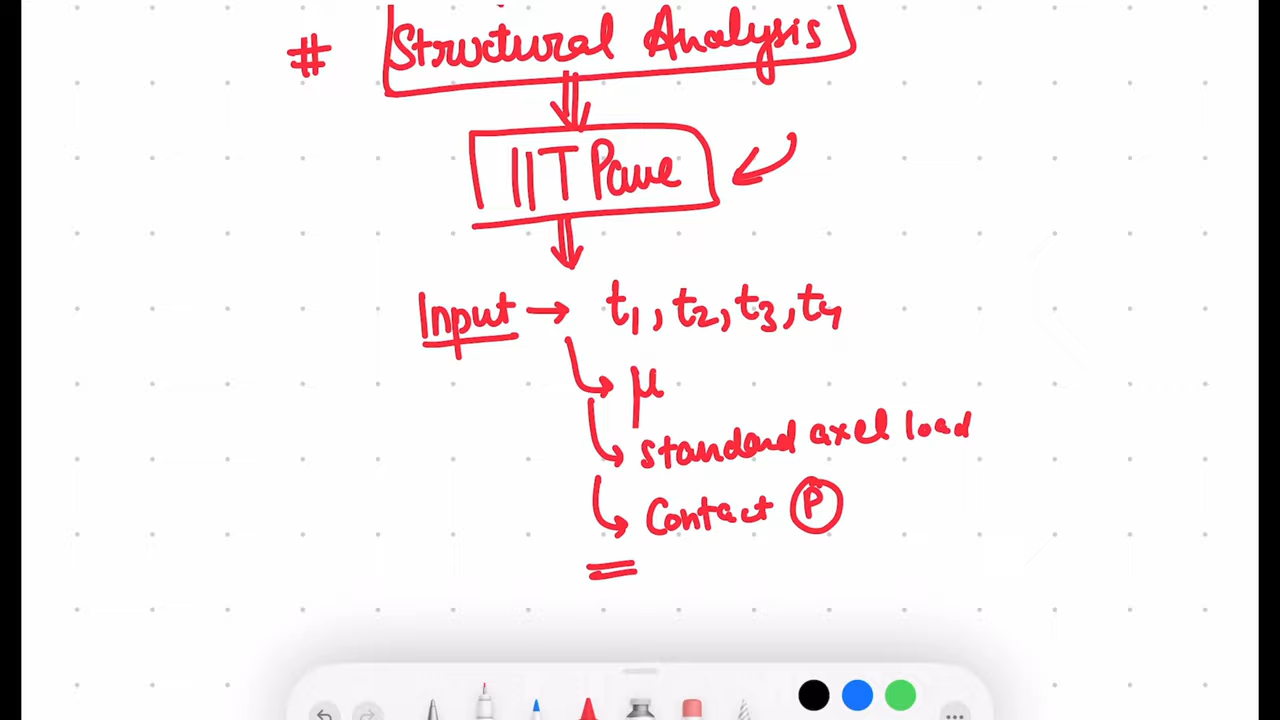 # Structural Analysis
IIT Pave
Input → t1, t2, t3, t4
μ
standard axel load
Contact P